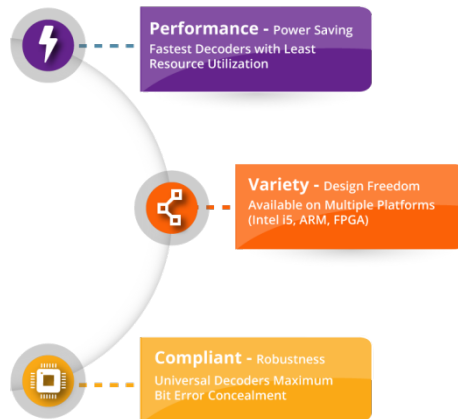 Performance - Power Saving
Fastest Decoders with Least
Resource Utilization
Variety - Design Freedom
Available on Multiple Platforms
(Intel i5, ARM, FPGA)
Compliant - Robustness
Universal Decoders Maximum
Bit Error Concealment